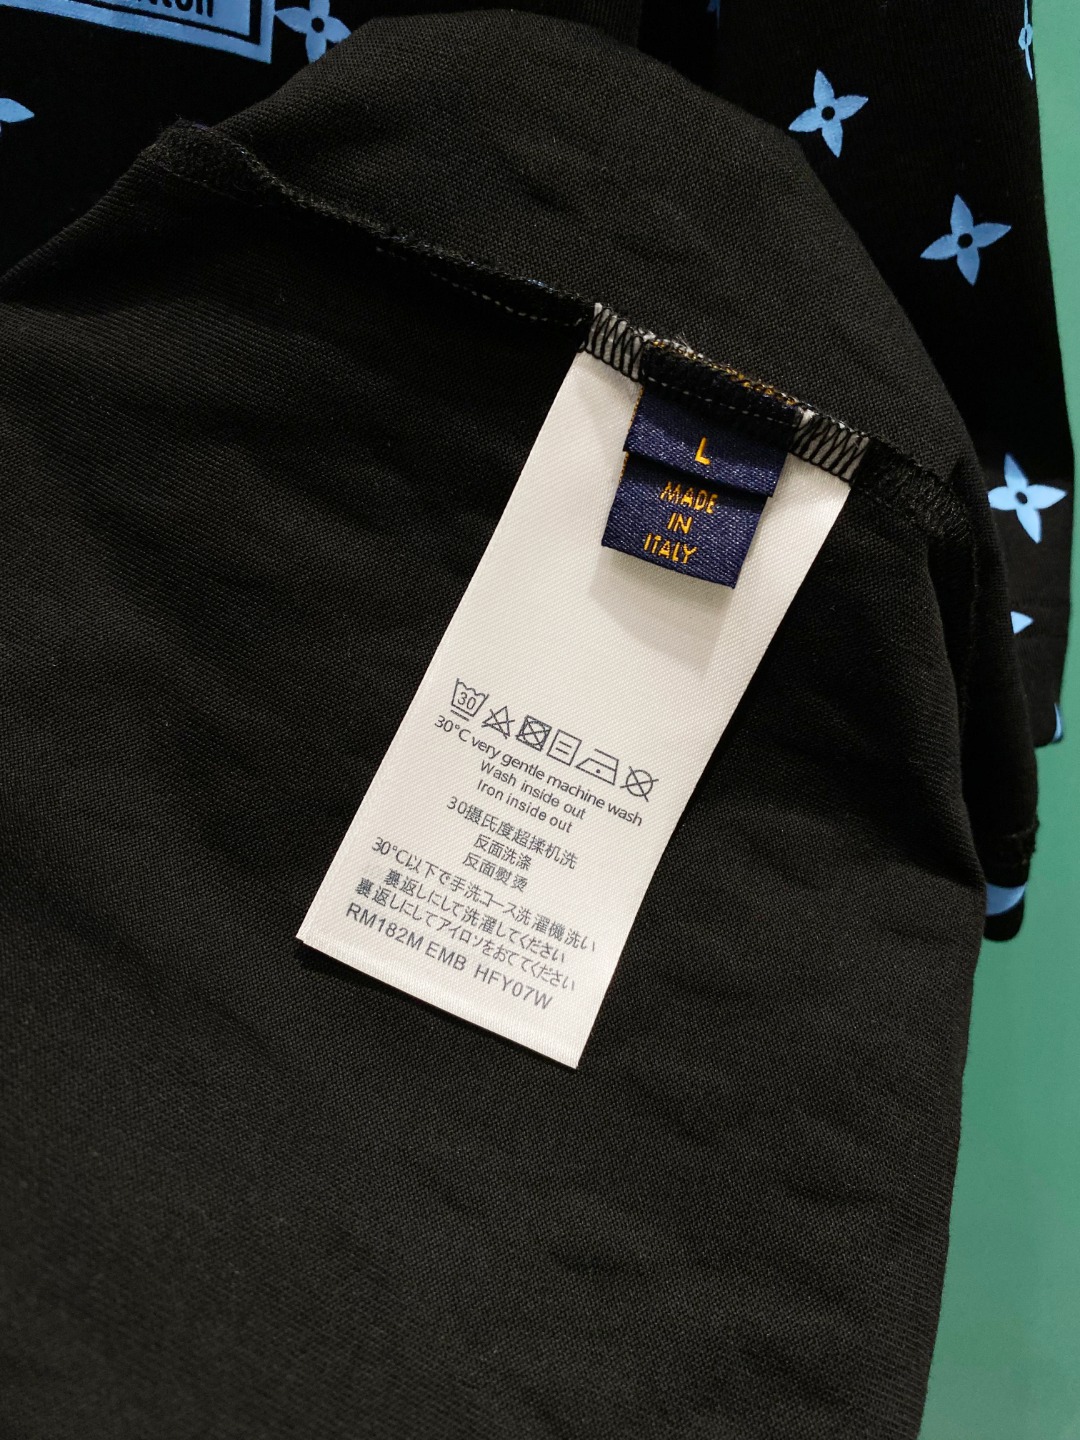 L
MADE
IN
ITALY
30
30°C very gentle machine wash
Wash inside out
Iron inside out
30摄氏度超揉机洗
反面洗涤
反面熨烫
30°C以下で手洗コース洗濯機洗い
裏返しにして洗濯してください
裏返しにしてアイロンをおてください
RM182M EMB HFY07W